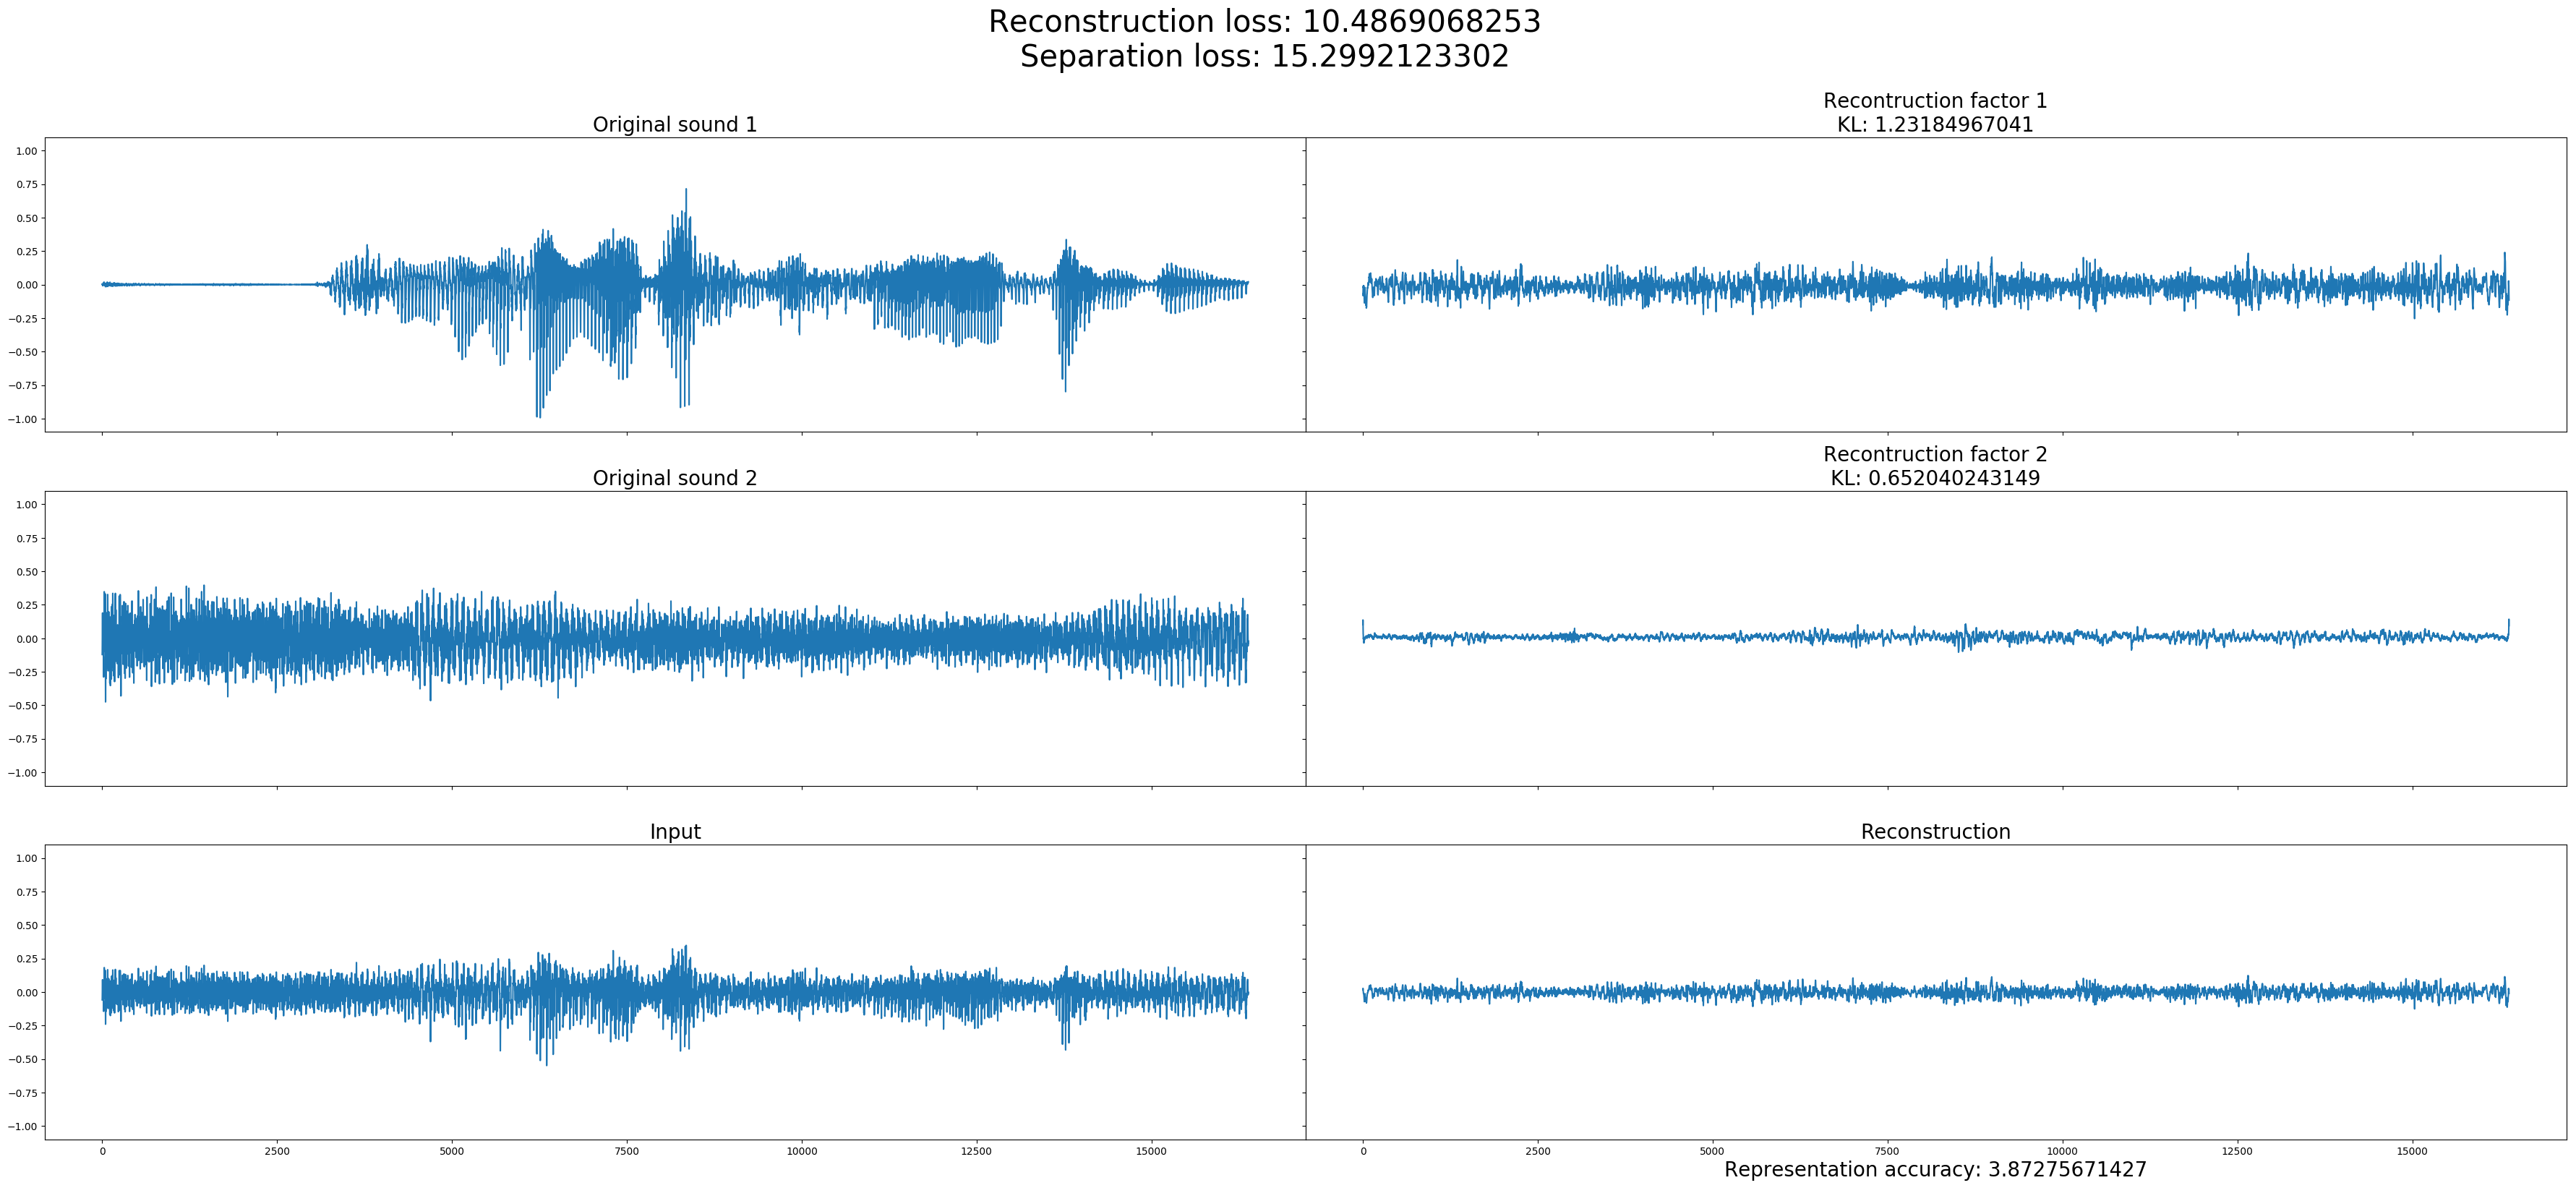 Reconstruction loss: 10.4869068253
Separation loss: 15.2992123302
Original sound 1
Recontruction factor 1
KL: 1.23184967041
1.00
0.75
0.50
0.25
0.00
−0.25
−0.50
−0.75
−1.00
Original sound 2
Recontruction factor 2
KL: 0.652040243149
1.00
0.75
0.50
0.25
0.00
−0.25
−0.50
−0.75
−1.00
Input
Reconstruction
1.00
0.75
0.50
0.25
0.00
−0.25
−0.50
−0.75
−1.00
0 2500 5000 7500 10000 12500 15000
0 2500 5000 7500 10000 12500 15000
Representation accuracy: 3.87275671427